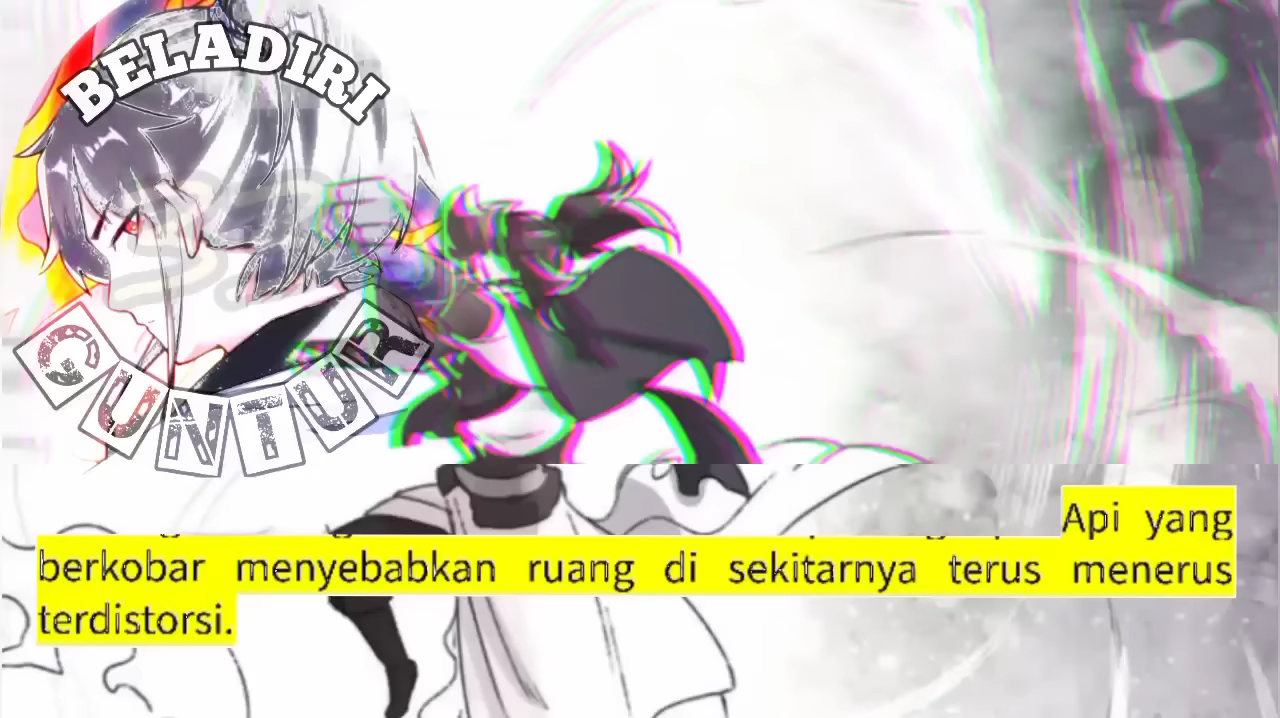 BELADIRI
GUNTUR
Api yang
berkobar menyebabkan ruang di sekitarnya terus menerus
terdistorsi.